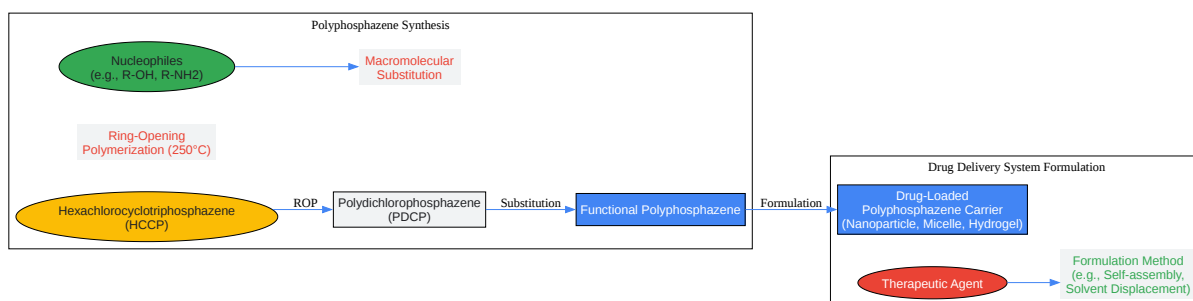 Polyphosphazene Synthesis
Nucleophiles
(e.g., R-OH, R-NH2)
Macromolecular
Substitution
Ring-Opening
Polymerization (250°C)
Hexachlorocyclotriphosphazene
(HCCP)
ROP
Polydichlorophosphazene
(PDCP)
Substitution
Functional Polyphosphazene
Formulation
Drug Delivery System Formulation
Drug-Loaded
Polyphosphazene Carrier
(Nanoparticle, Micelle, Hydrogel)
Therapeutic Agent
Formulation Method
(e.g., Self-assembly,
Solvent Displacement)